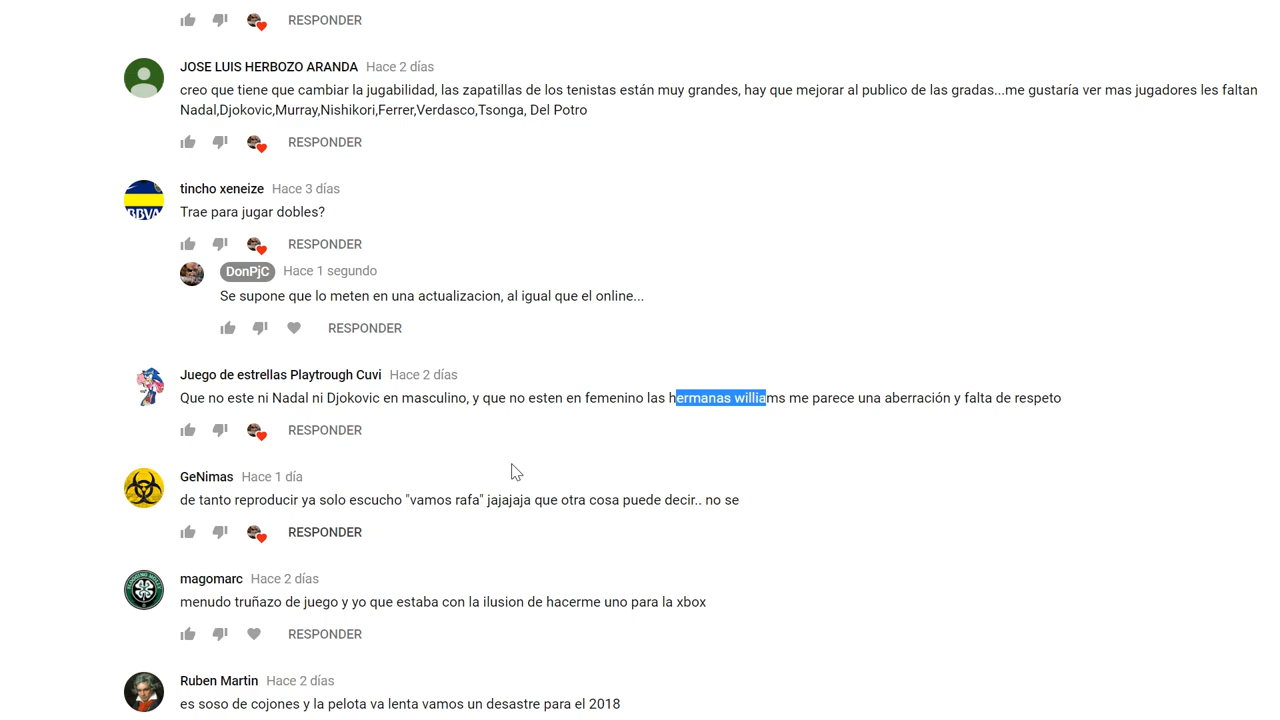 RESPONDER
JOSE LUIS HERBOZO ARANDA Hace 2 días
creo que tiene que cambiar la jugabilidad, las zapatillas de los tenistas están muy grandes, hay que mejorar al publico de las gradas...me gustaría ver mas jugadores les faltan
Nadal,Djokovic,Murray,Nishikori,Ferrer,Verdasco,Tsonga, Del Potro
RESPONDER
tincho xeneize Hace 3 días
BBVA
Trae para jugar dobles?
RESPONDER
DonPjC Hace 1 segundo
Se supone que lo meten en una actualizacion, al igual que el online...
RESPONDER
Juego de estrellas Playtrough Cuvi Hace 2 días
Que no este ni Nadal ni Djokovic en masculino, y que no esten en femenino las hermanas williams me parece una aberración y falta de respeto
RESPONDER
GeNimas Hace 1 día
de tanto reproducir ya solo escucho "vamos rafa" jajajaja que otra cosa puede decir.. no se
RESPONDER
magomarc Hace 2 días
menudo truñazo de juego y yo que estaba con la ilusion de hacerme uno para la xbox
RESPONDER
Ruben Martin Hace 2 días
es soso de cojones y la pelota va lenta vamos un desastre para el 2018